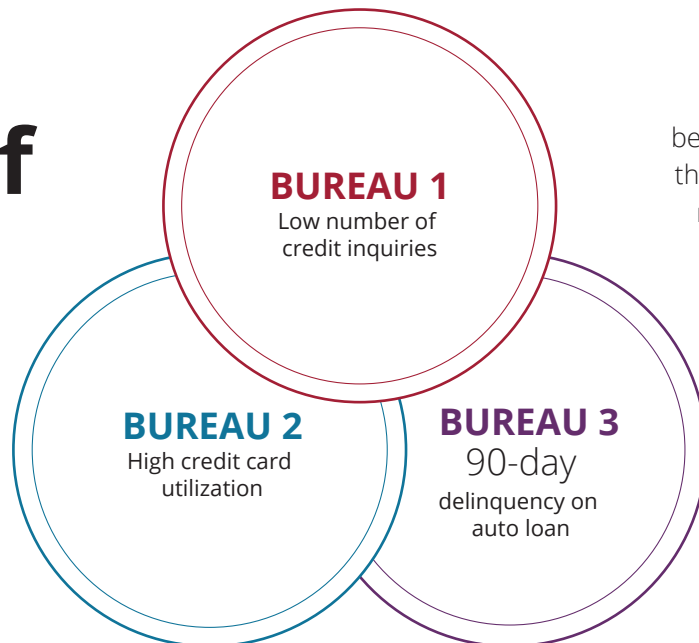 f
be
th
BUREAU 1
Low number of
credit inquiries
BUREAU 2
High credit card
utilization
BUREAU 3
90-day
delinquency on
auto loan